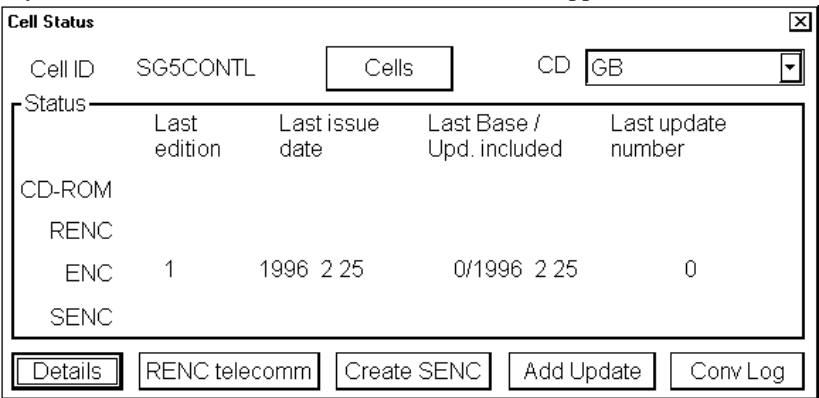 Cell Status
Cell ID SG5CONTL Cells CD GB
Status
Last edition Last issue date Last Base / Upd. included Last update number
CD-ROM
RENC
ENC 1 1996 2 25 0/1996 2 25 0
SENC
Details RENC telecomm Create SENC Add Update Conv Log